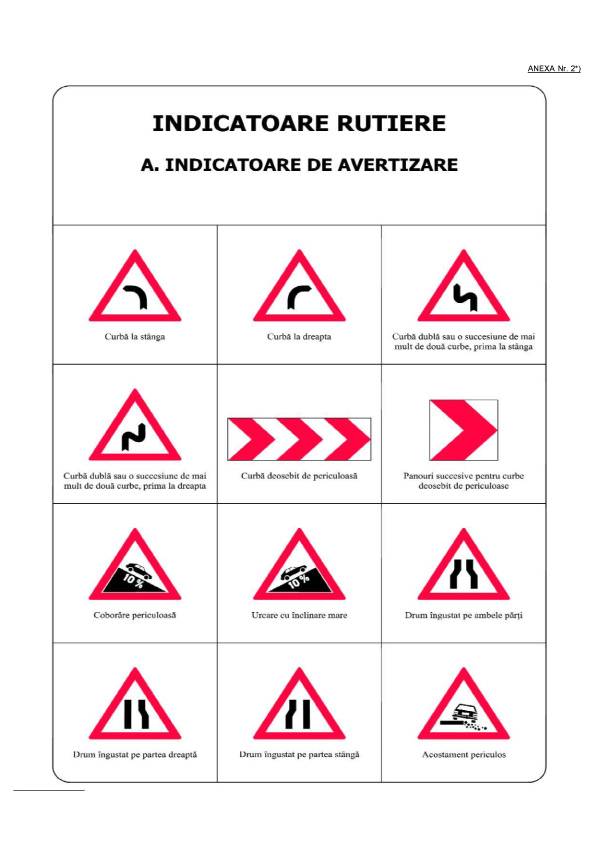 ANEXA Nr. 2*)
INDICATOARE RUTIERE
A. INDICATOARE DE AVERTIZARE
Curbă la stânga
Curbă la dreapta
Curbă dublă sau o succesiune de mai
mult de două curbe, prima la stânga
Curbă dublă sau o succesiune de mai
mult de două curbe, prima la dreapta
Curbă deosebit de periculoasă
Panouri succesive pentru curbe
deosebit de periculoase
10%
Coborâre periculoasă
10%
Urcare cu înclinare mare
Drum îngustat pe ambele părți
Drum îngustat pe partea dreaptă
Drum îngustat pe partea stângă
Acostament periculos